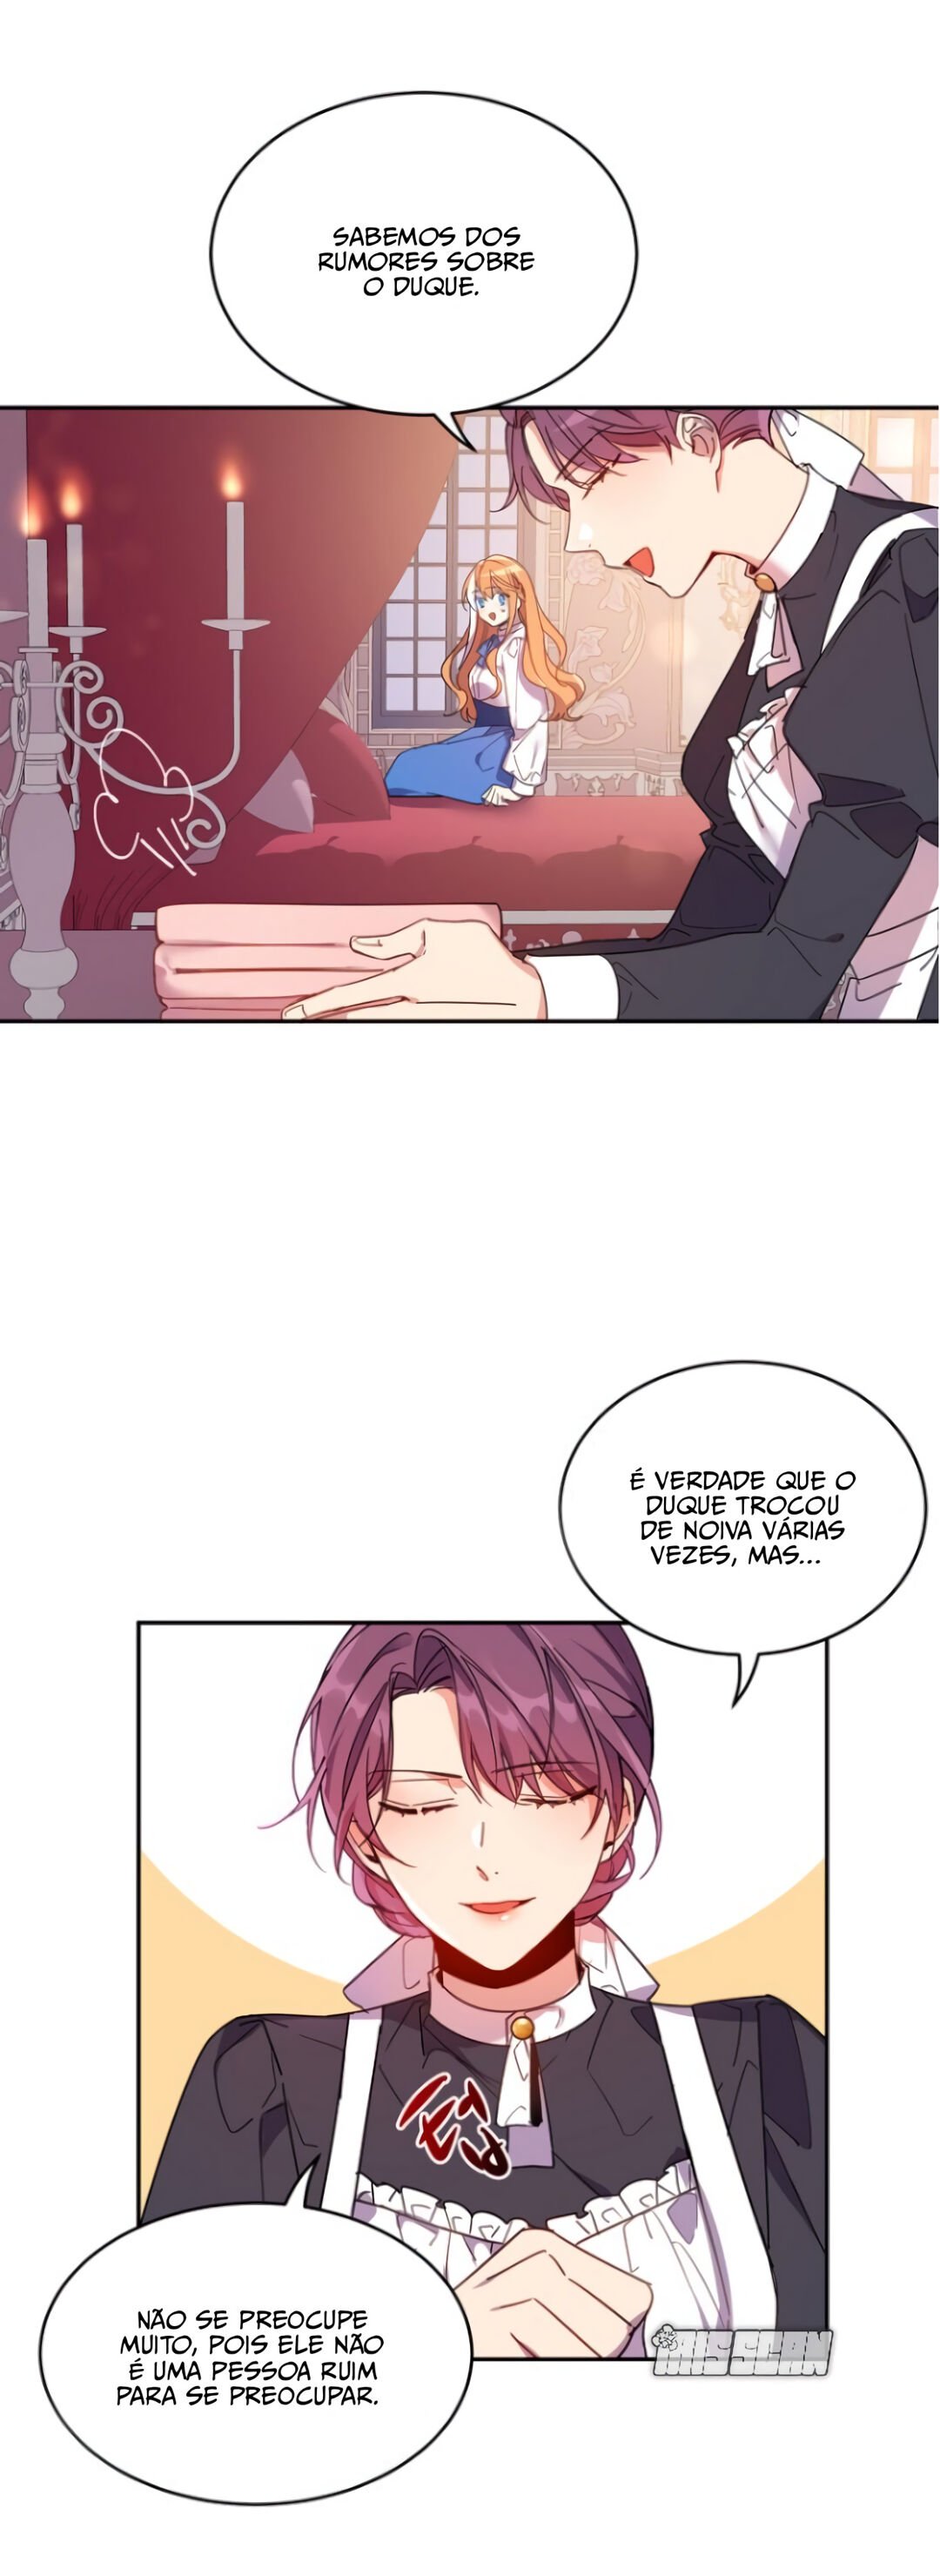 SABEMOS DOS
RUMORES SOBRE
O DUQUE.
É VERDADE QUE O
DUQUE TROCOU
DE NOIVA VÁRIAS
VEZES, MAS...
NÃO SE PREOCUPE
MUITO, POIS ELE NÃO
É UMA PESSOA RUIM
PARA SE PREOCUPAR.
MISSCAN